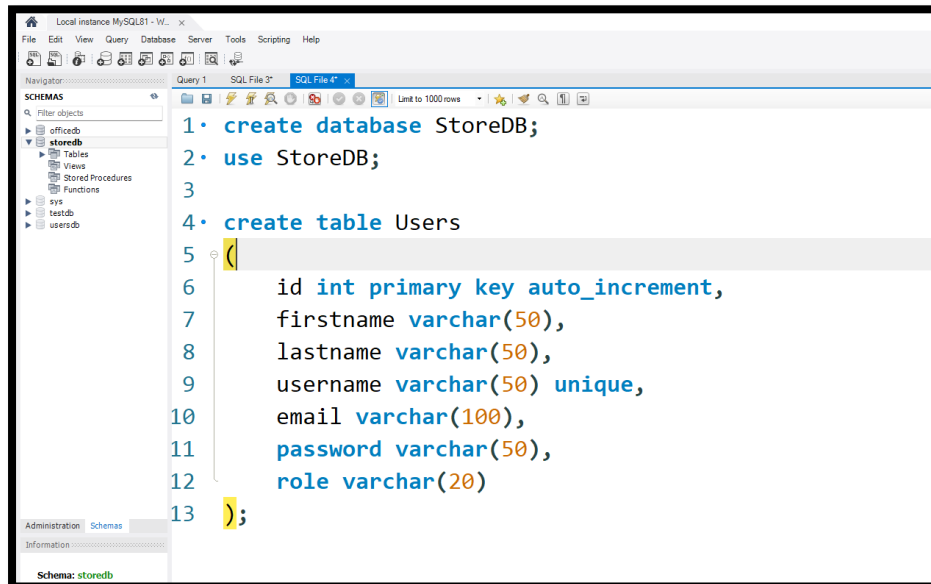 Local instance MySQL81 - W... ×
File Edit View Query Database Server Tools Scripting Help
Navigator
SCHEMAS
Filter objects
officedb
storedb
Tables
Views
Stored Procedures
Functions
sys
testdb
usersdb
Administration Schemas
Information
Schema: storedb
Query 1 SQL File 3* SQL File 4* ×
Limit to 1000 rows
1 create database StoreDB;
2 use StoreDB;
3
4 create table Users
5 (
6 id int primary key auto_increment,
7 firstname varchar(50),
8 lastname varchar(50),
9 username varchar(50) unique,
10 email varchar(100),
11 password varchar(50),
12 role varchar(20)
13 );